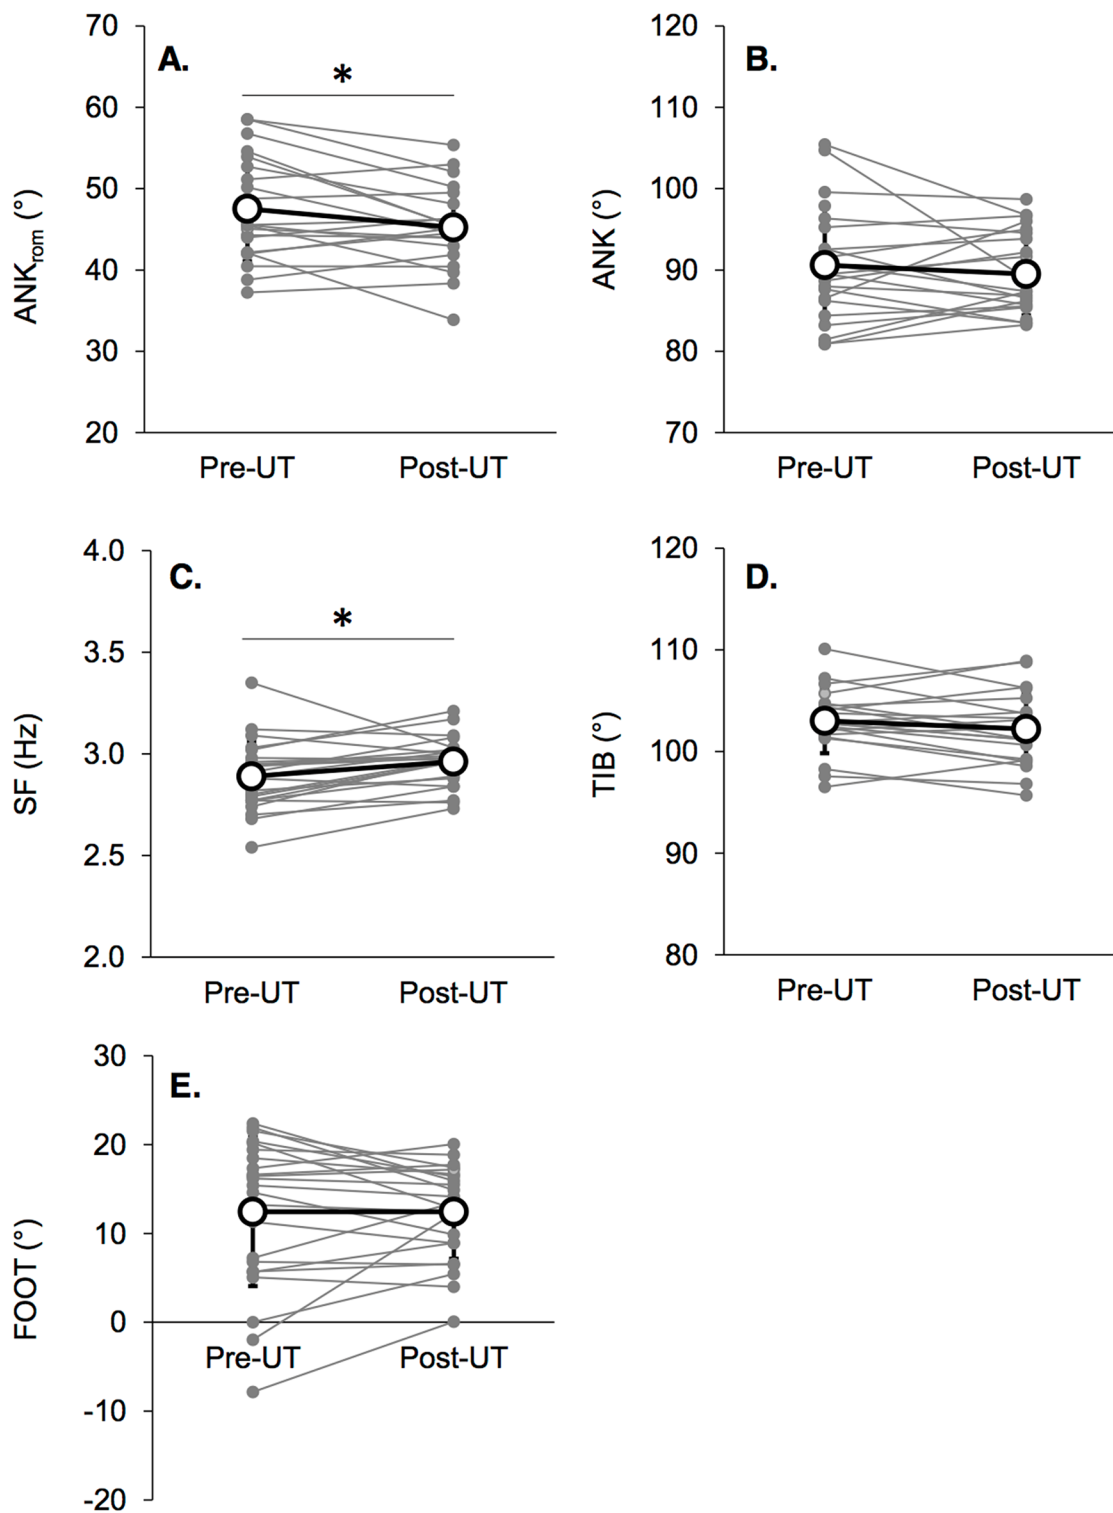 70
60
50
40
30
20
ANKrom (°)
A.
*
Pre-UT Post-UT
120
110
100
90
80
70
ANK (°)
B.
Pre-UT Post-UT
4.0
3.5
3.0
2.5
2.0
SF (Hz)
C.
*
Pre-UT Post-UT
120
110
100
90
80
TIB (°)
D.
Pre-UT Post-UT
30
20
10
0
-10
-20
FOOT (°)
E.
Pre-UT Post-UT